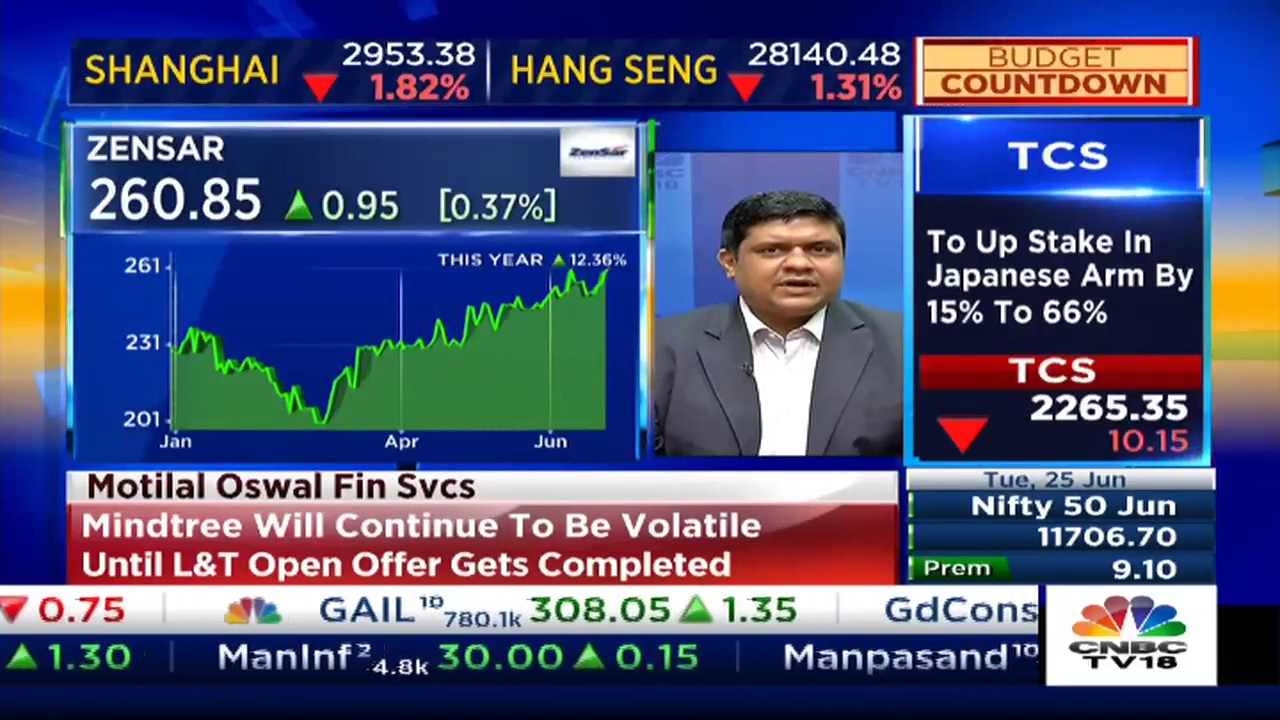 SHANGHAI 2953.38 1.82%
HANG SENG 28140.48 1.31%
BUDGET
COUNTDOWN
ZENSAR
260.85 0.95 [0.37%]
ZenSar
THIS YEAR 12.36%
261
231
201
Jan Apr Jun
TCS
To Up Stake In
Japanese Arm By
15% To 66%
TCS
2265.35
10.15
Motilal Oswal Fin Svcs
Mindtree Will Continue To Be Volatile
Until L&T Open Offer Gets Completed
Tue, 25 Jun
Nifty 50 Jun
11706.70
Prem 9.10
0.75 GAIL 10 780.1k 308.05 1.35 GdCons
1.30 ManInf 2 4.8k 30.00 0.15 Manpasand 10
CNBC
TV18